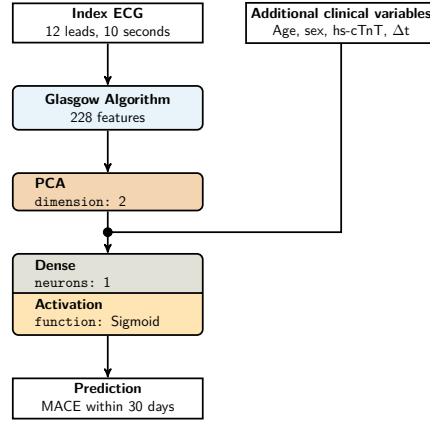 Index ECG
12 leads, 10 seconds
Additional clinical variables
Age, sex, hs-cTnT, Δt
Glasgow Algorithm
228 features
PCA
dimension: 2
Dense
neurons: 1
Activation
function: Sigmoid
Prediction
MACE within 30 days